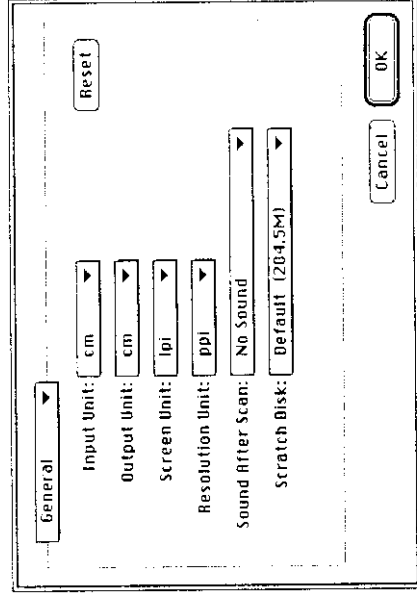 General
Input Unit: cm
Reset
Output Unit: cm
Screen Unit: lpi
Resolution Unit: ppi
Sound After Scan: No Sound
Scratch Disk: Default (204.5M)
Cancel
OK